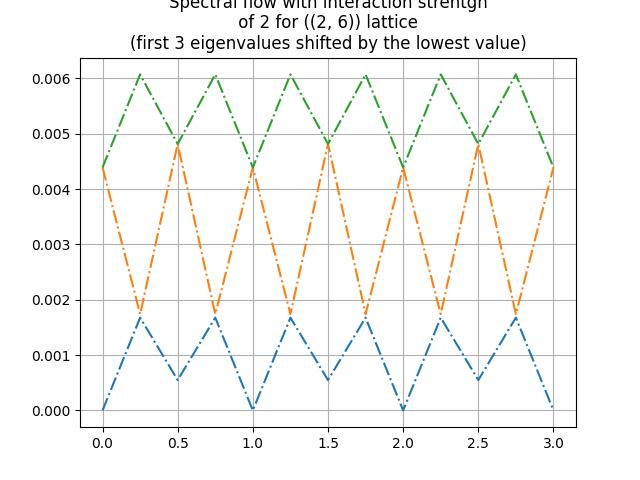 Spectral flow with interaction strentgh
of 2 for ((2, 6)) lattice
(first 3 eigenvalues shifted by the lowest value)
0.006
0.005
0.004
0.003
0.002
0.001
0.000
0.0 0.5 1.0 1.5 2.0 2.5 3.0